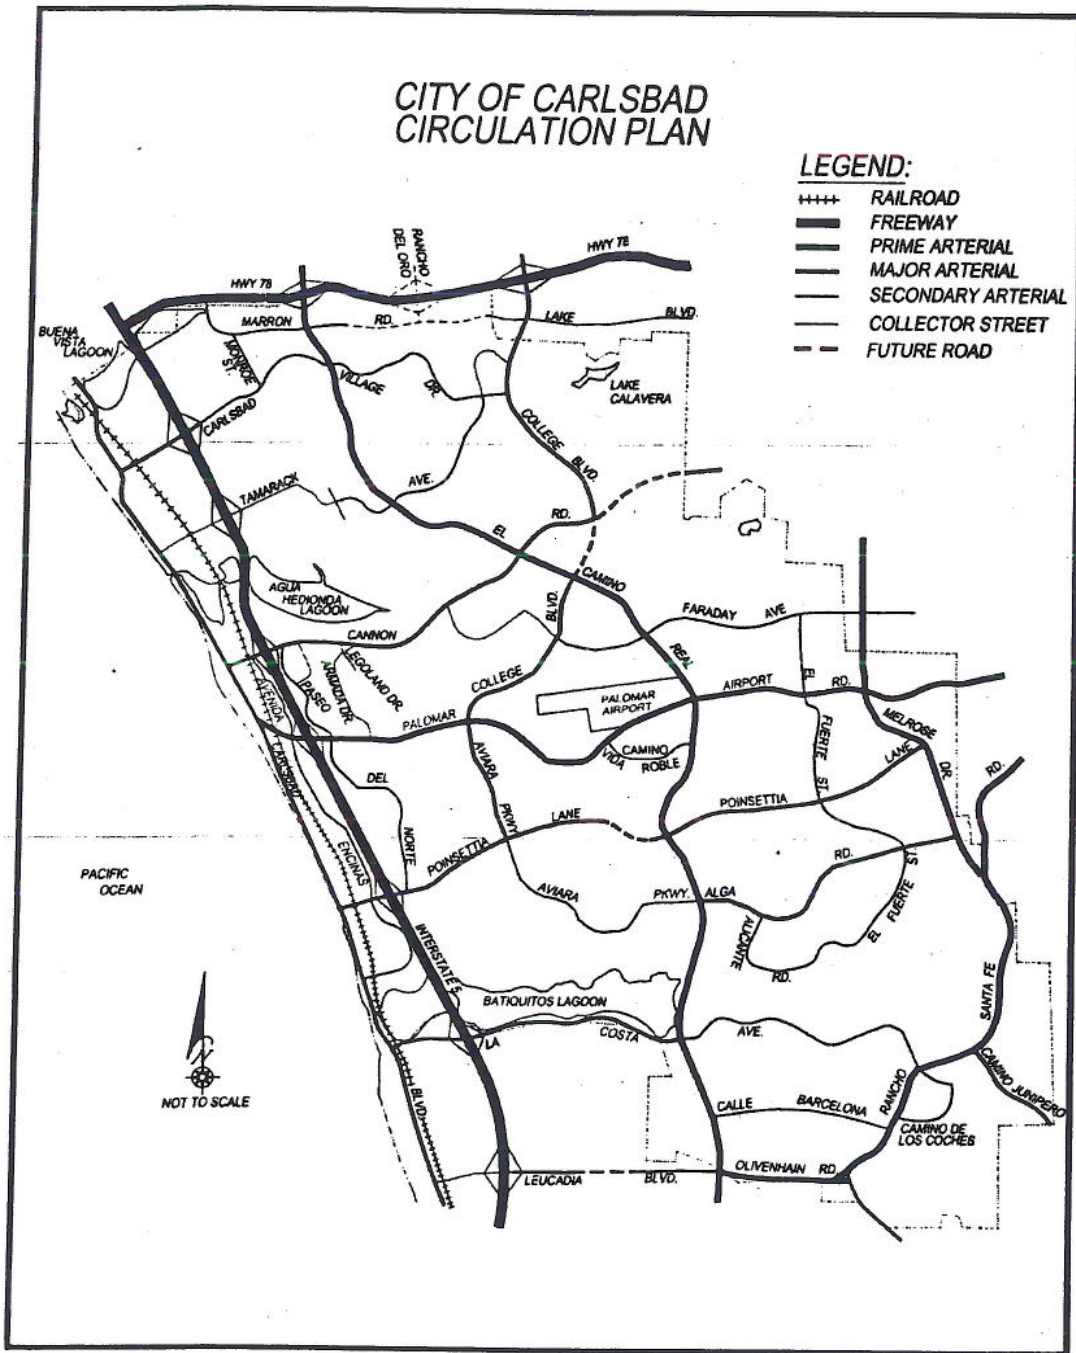 CITY OF CARLSBAD
CIRCULATION PLAN
LEGEND:
RAILROAD
FREEWAY
PRIME ARTERIAL
MAJOR ARTERIAL
SECONDARY ARTERIAL
COLLECTOR STREET
FUTURE ROAD
RANCHO
DEL ORO
HWY 78
HWY 78
MARRON
RD.
LAKE
BLVD.
BUENA
VISTA
LAGOON
MONROE
ST.
VILLAGE
DR.
LAKE
CALAVERA
CARLSBAD
COLLEGE
BLVD.
TAMARACK
AVE.
RD.
EL
CAMINO
AGUA
HEDIONDA
LAGOON
BLVD.
FARADAY
AVE
CANNON
REAL
LEGOLAND DR.
ARMADA DR.
PASEO
AVENIDA
COLLEGE
PALOMAR
AIRPORT
AIRPORT
RD.
EL
PALOMAR
MELROSE
CARLSBAD
AVIARA
VIDA
CAMINO
ROBLE
FUERTE
ST.
LANE
DR.
RD.
DEL
POINSETTIA
PKWY
LANE
ENCINAS
NORTE
POINSETTIA
RD.
PACIFIC
OCEAN
AVIARA
PKWY.
ALGA
EL FUERTE ST
ALICANTE
RD.
INTERSTATE 5
BATIQUITOS LAGOON
SANTA FE
LA
COSTA
AVE.
NOT TO SCALE
BLVD.
CALLE
BARCELONA
RANCHO
CAMINO JUNIPERO
CAMINO DE
LOS COCHES
LEUCADIA
BLVD.
OLIVENHAIN RD.
N